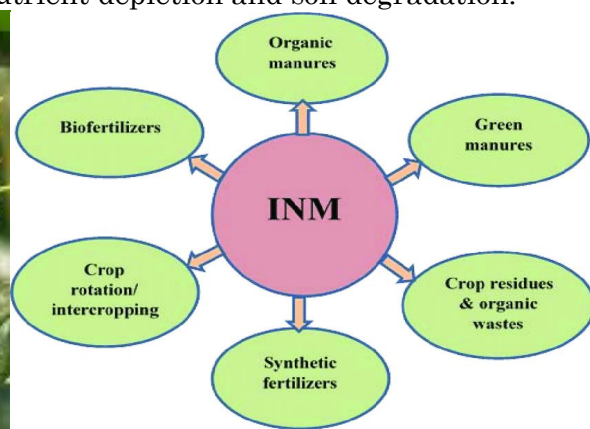 nutrient depletion and soil degradation.
Organic
manures
Biofertilizers
Green
manures
INM
Crop
rotation/
intercropping
Crop residues
& organic
wastes
Synthetic
fertilizers